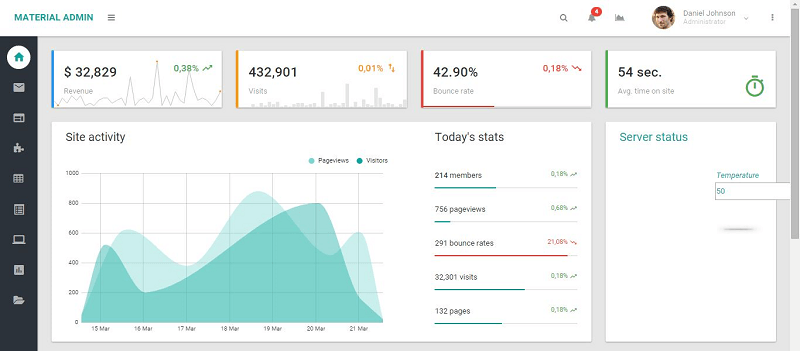 MATERIAL ADMIN
4
Daniel Johnson
Administrator
$ 32,829
0,38%
Revenue
432,901
0,01%
Visits
42.90%
0,18%
Bounce rate
54 sec.
Avg. time on site
Site activity
Pageviews
Visitors
1000
800
600
400
200
0
15 Mar
16 Mar
17 Mar
18 Mar
19 Mar
20 Mar
21 Mar
Today's stats
214 members
0,18%
756 pageviews
0,68%
291 bounce rates
21,08%
32,301 visits
0,18%
132 pages
0,18%
Server status
Temperature
50